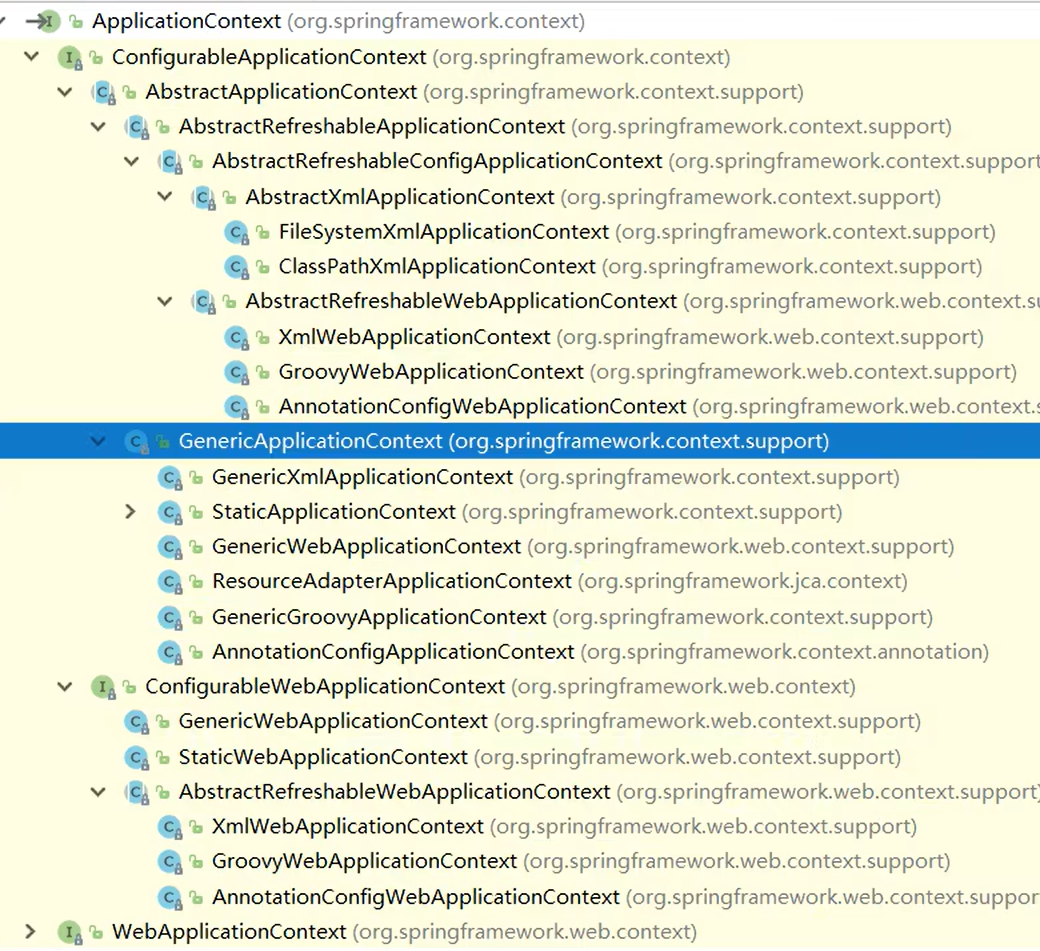 ApplicationContext (org.springframework.context)
ConfigurableApplicationContext (org.springframework.context)
AbstractApplicationContext (org.springframework.context.support)
AbstractRefreshableApplicationContext (org.springframework.context.support)
AbstractRefreshableConfigApplicationContext (org.springframework.context.support
AbstractXmlApplicationContext (org.springframework.context.support)
FileSystemXmlApplicationContext (org.springframework.context.support)
ClassPathXmlApplicationContext (org.springframework.context.support)
AbstractRefreshableWebApplicationContext (org.springframework.web.context.su
XmlWebApplicationContext (org.springframework.web.context.support)
GroovyWebApplicationContext (org.springframework.web.context.support)
AnnotationConfigWebApplicationContext (org.springframework.web.context.s
GenericApplicationContext (org.springframework.context.support)
GenericXmlApplicationContext (org.springframework.context.support)
StaticApplicationContext (org.springframework.context.support)
GenericWebApplicationContext (org.springframework.web.context.support)
ResourceAdapterApplicationContext (org.springframework.jca.context)
GenericGroovyApplicationContext (org.springframework.context.support)
AnnotationConfigApplicationContext (org.springframework.context.annotation)
ConfigurableWebApplicationContext (org.springframework.web.context)
GenericWebApplicationContext (org.springframework.web.context.support)
StaticWebApplicationContext (org.springframework.web.context.support)
AbstractRefreshableWebApplicationContext (org.springframework.web.context.support)
XmlWebApplicationContext (org.springframework.web.context.support)
GroovyWebApplicationContext (org.springframework.web.context.support)
AnnotationConfigWebApplicationContext (org.springframework.web.context.suppor
WebApplicationContext (org.springframework.web.context)